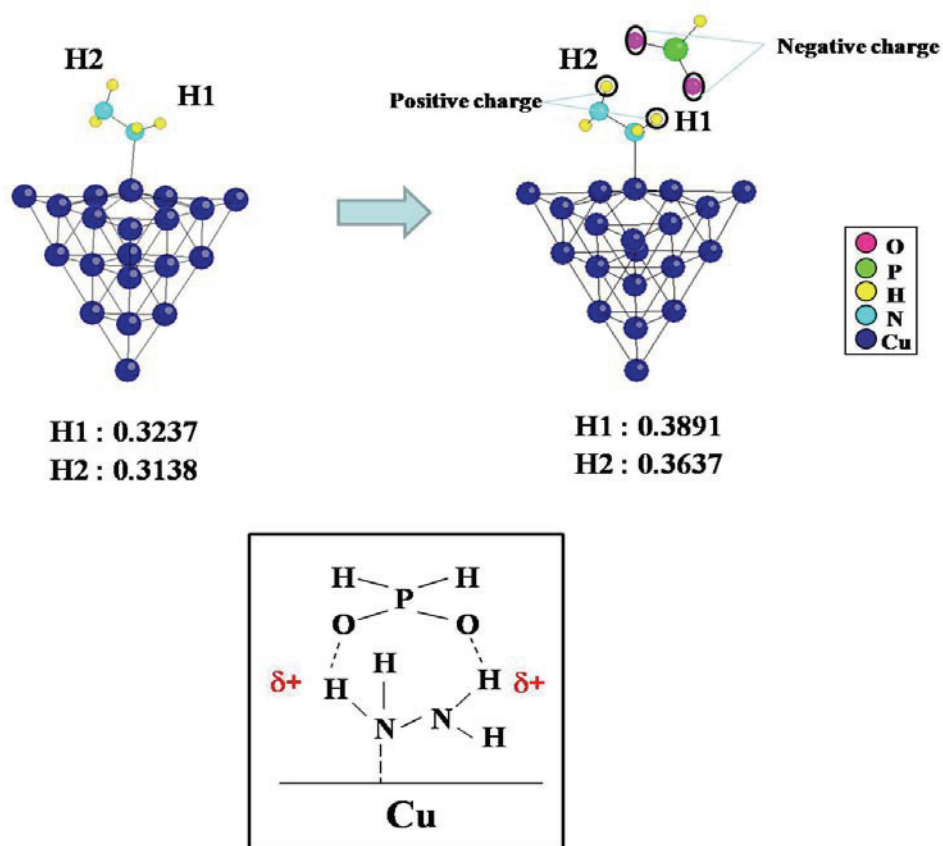 H2
H1
Negative charge
H2
Positive charge
H1
O
P
H
N
Cu
H1 : 0.3237
H2 : 0.3138
H1 : 0.3891
H2 : 0.3637
H H
P
O O
H
δ+ H H δ+
N N
H
Cu